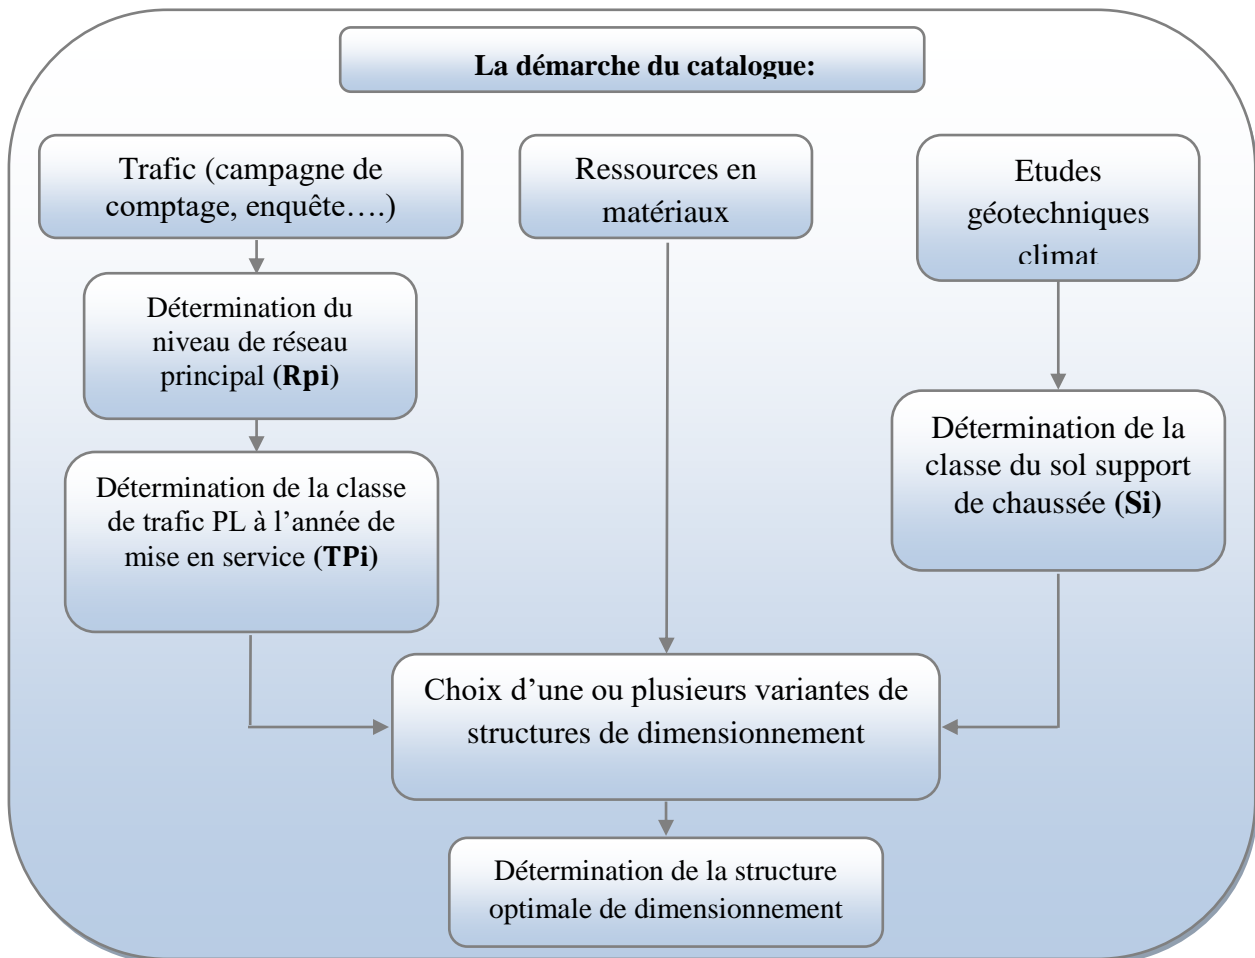 La démarche du catalogue:
Trafic (campagne de
comptage, enquête….)
Ressources en
matériaux
Etudes
géotechniques
climat
Détermination du
niveau de réseau
principal (Rpi)
Détermination de la classe
de trafic PL à l’année de
mise en service (TPi)
Détermination de la
classe du sol support
de chaussée (Si)
Choix d’une ou plusieurs variantes de
structures de dimensionnement
Détermination de la structure
optimale de dimensionnement